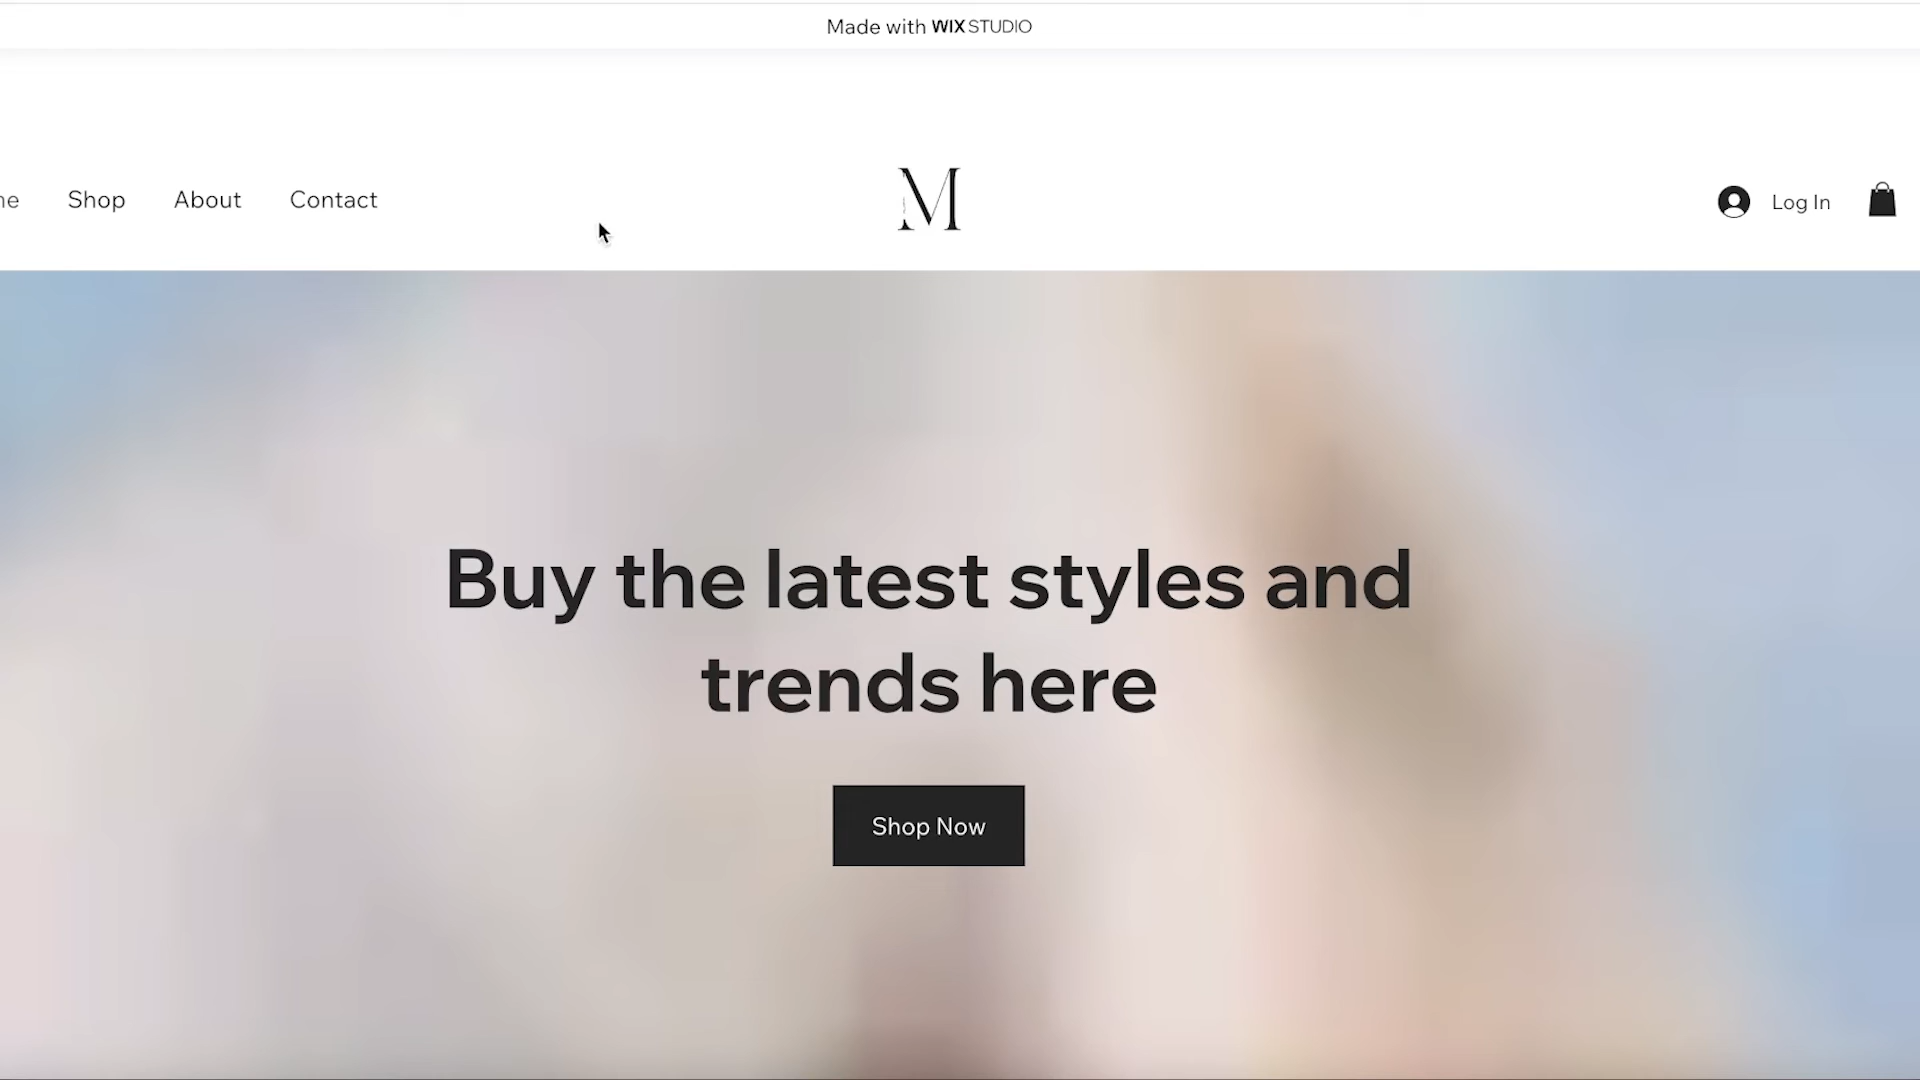 Made with WIX STUDIO
Shop About Contact
M
Log In
Buy the latest styles and
trends here
Shop Now